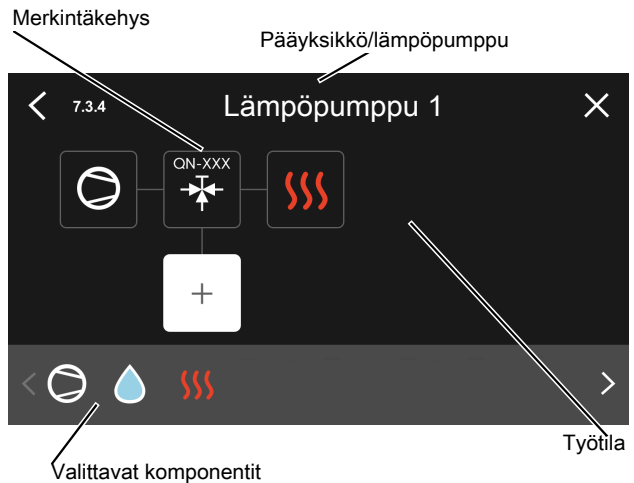 Merkintäkehys
Pääyksikkö/lämpöpumppu
7.3.4
Lämpöpumppu 1
QN-XXX
Työtila
Valittavat komponentit